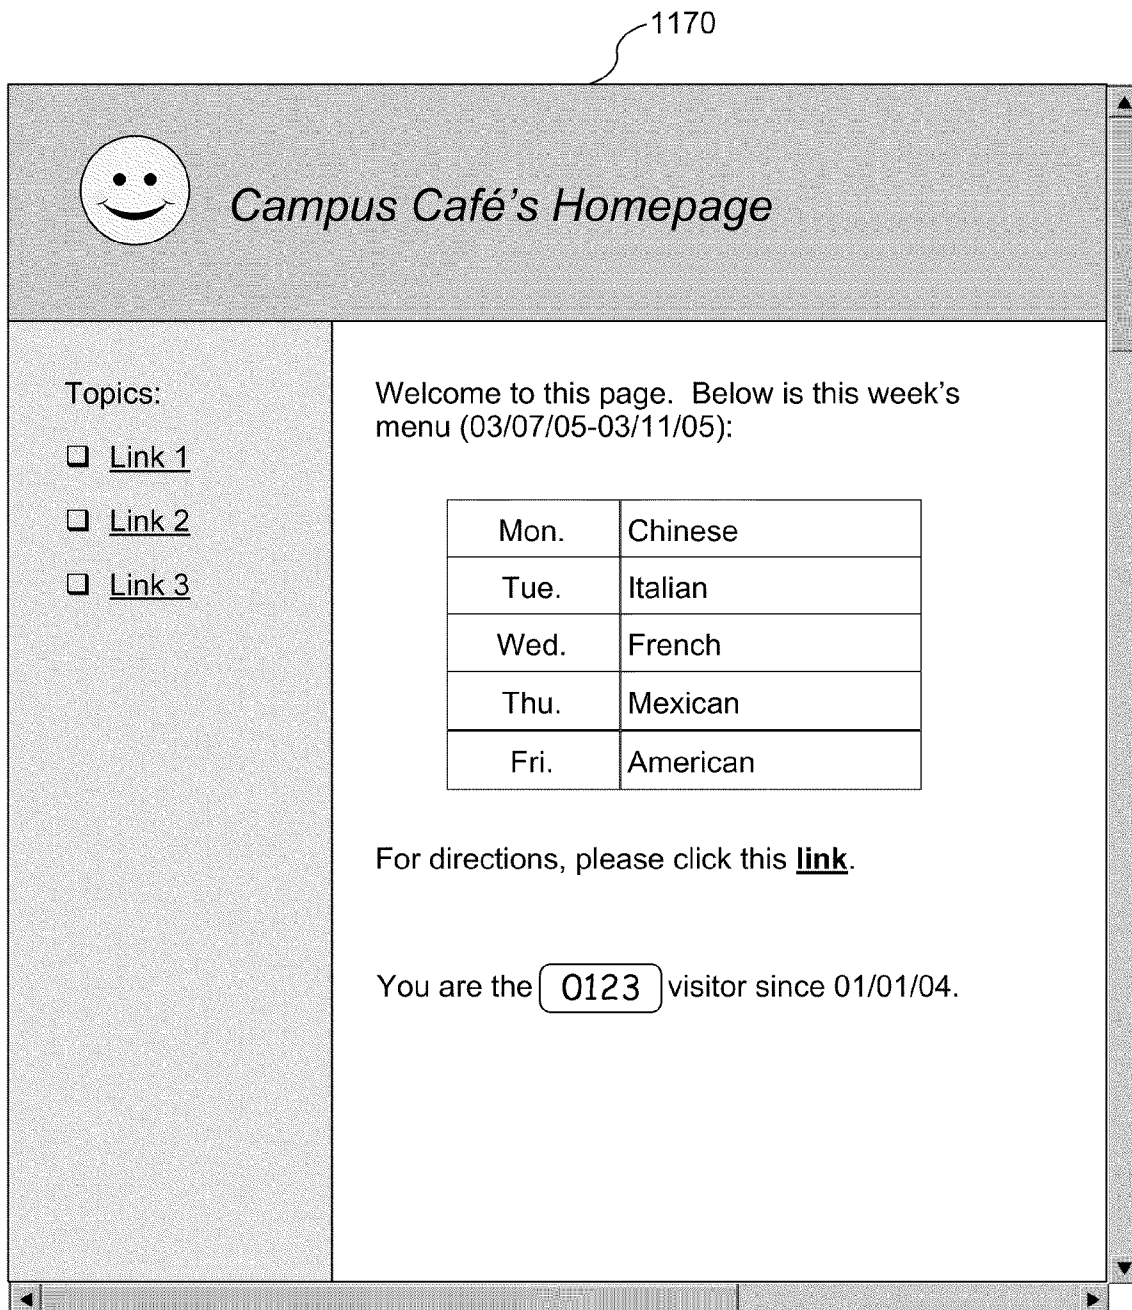 1170
Campus Café's Homepage
Topics:
Link 1
Link 2
Link 3
Welcome to this page. Below is this week's
menu (03/07/05-03/11/05):
Mon. Chinese
Tue. Italian
Wed. French
Thu. Mexican
Fri. American
For directions, please click this link.
You are the 0123 visitor since 01/01/04.